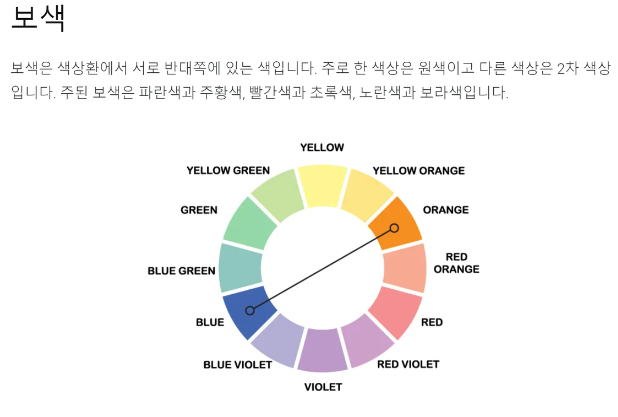 보색
보색은 색상환에서 서로 반대쪽에 있는 색입니다. 주로 한 색상은 원색이고 다른 색상은 2차 색상
입니다. 주된 보색은 파란색과 주황색, 빨간색과 초록색, 노란색과 보라색입니다.
YELLOW
YELLOW GREEN
YELLOW ORANGE
GREEN
ORANGE
BLUE GREEN
RED
ORANGE
BLUE
RED
BLUE VIOLET
RED VIOLET
VIOLET